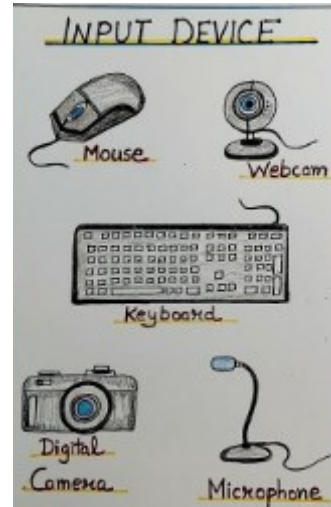 INPUT DEVICE
Mouse
Webcam
Keyboard
Digital
Camera
Microphone